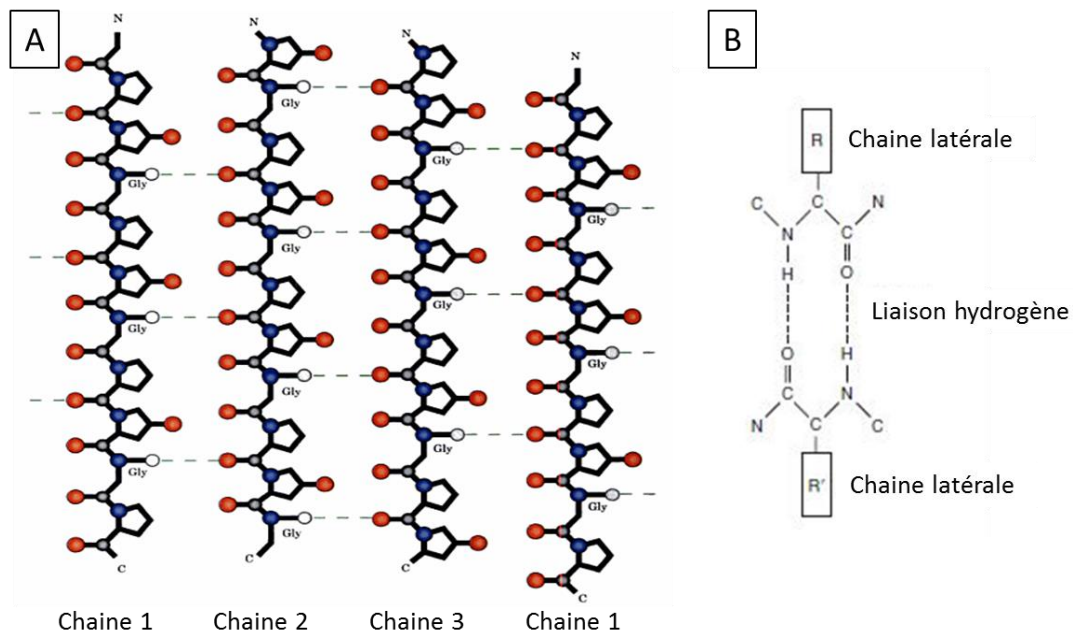 A
N
N
N
N
Gly
Gly
Gly
Gly
Gly
Gly
Gly
Gly
Gly
Gly
Gly
Gly
Gly
C
C
C
C
Chaine 1 Chaine 2 Chaine 3 Chaine 1
B
R Chaine latérale
C C N
N C
H O
Liaison hydrogène
O H
C N
N C C
R' Chaine latérale